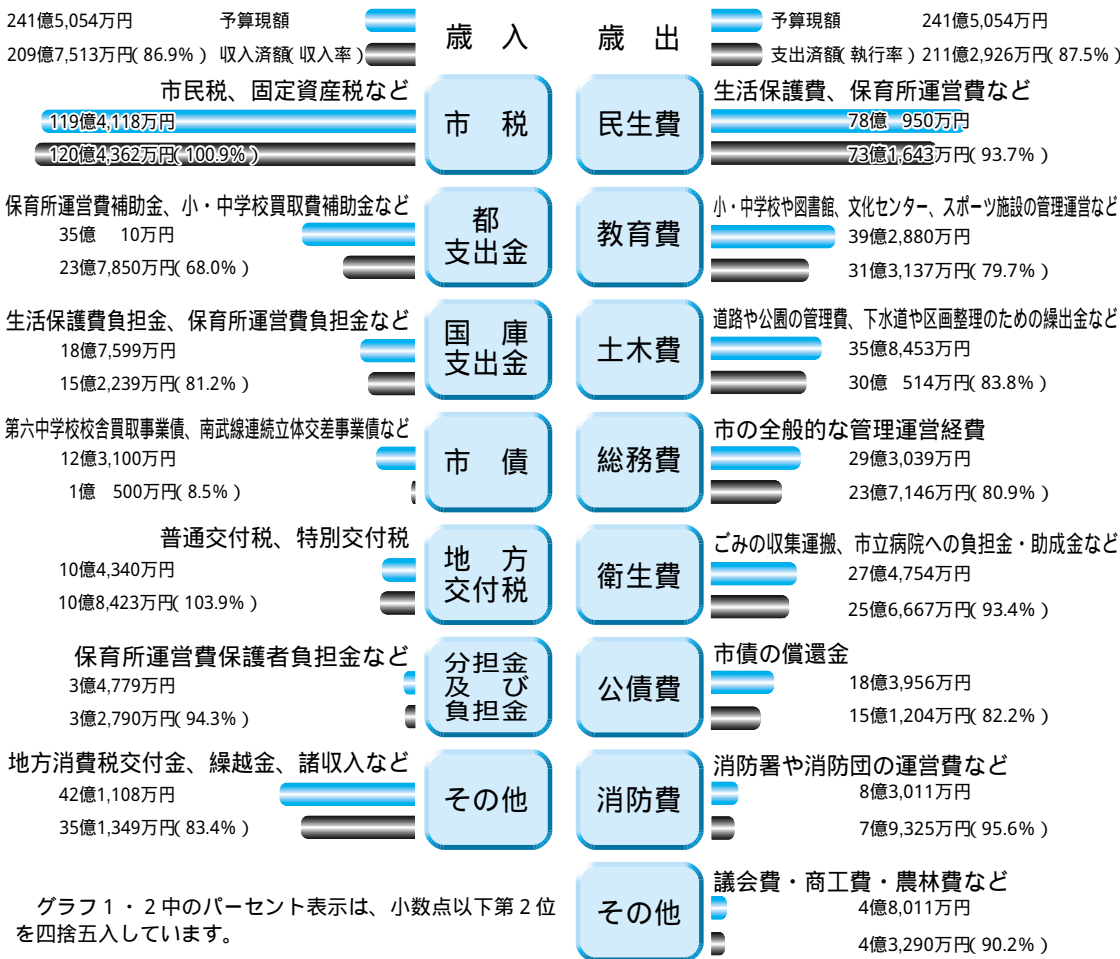 241億5,054万円 予算現額
209億7,513万円(86.9%) 収入済額(収入率)
歳 入
市民税、固定資産税など
119億4,118万円
120億4,362万円(100.9%)
市 税
保育所運営費補助金、小・中学校買取費補助金など
35億 10万円
23億7,850万円(68.0%)
都
支出金
生活保護費負担金、保育所運営費負担金など
18億7,599万円
15億2,239万円(81.2%)
国 庫
支出金
第六中学校校舎買取事業債、南武線連続立体交差事業債など
12億3,100万円
1億 500万円(8.5%)
市 債
普通交付税、特別交付税
10億4,340万円
10億8,423万円(103.9%)
地 方
交付税
保育所運営費保護者負担金など
3億4,779万円
3億2,790万円(94.3%)
分担金
及 び
負担金
地方消費税交付金、繰越金、諸収入など
42億1,108万円
35億1,349万円(83.4%)
その他
歳 出
予算現額 241億5,054万円
支出済額(執行率)211億2,926万円(87.5%)
民生費
生活保護費、保育所運営費など
78億 950万円
73億1,643万円(93.7%)
教育費
小・中学校や図書館、文化センター、スポーツ施設の管理運営など
39億2,880万円
31億3,137万円(79.7%)
土木費
道路や公園の管理費、下水道や区画整理のための繰出金など
35億8,453万円
30億 514万円(83.8%)
総務費
市の全般的な管理運営経費
29億3,039万円
23億7,146万円(80.9%)
衛生費
ごみの収集運搬、市立病院への負担金・助成金など
27億4,754万円
25億6,667万円(93.4%)
公債費
市債の償還金
18億3,956万円
15億1,204万円(82.2%)
消防費
消防署や消防団の運営費など
8億3,011万円
7億9,325万円(95.6%)
その他
議会費・商工費・農林費など
4億8,011万円
4億3,290万円(90.2%)
グラフ1・2中のパーセント表示は、小数点以下第2位
を四捨五入しています。